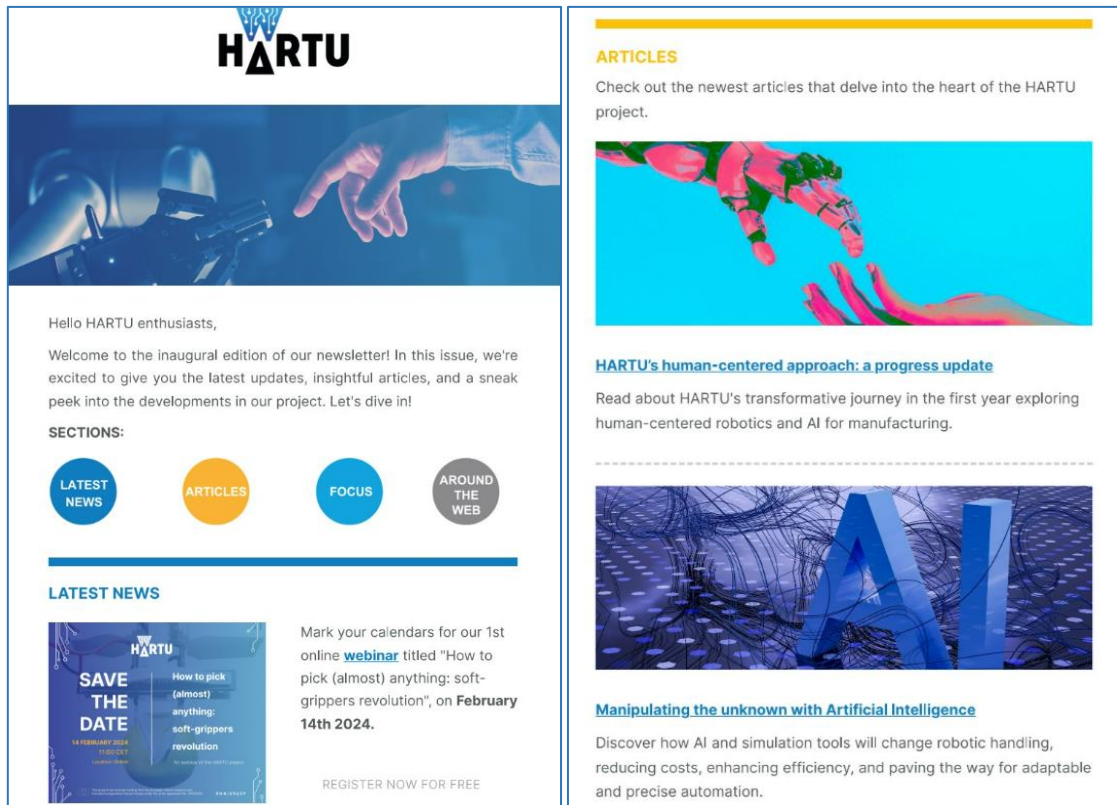 HARTU
Hello HARTU enthusiasts,
Welcome to the inaugural edition of our newsletter! In this issue, we're
excited to give you the latest updates, insightful articles, and a sneak
peek into the developments in our project. Let's dive in!
SECTIONS:
LATEST
NEWS
ARTICLES
FOCUS
AROUND
THE
WEB
LATEST NEWS
HARTU
SAVE
THE
DATE
14 FEBRUARY 2024
11:00 CET
Location: Online
How to pick
(almost)
anything:
soft-grippers
revolution
Mark your calendars for our 1st
online webinar titled "How to
pick (almost) anything: soft-
grippers revolution", on February
14th 2024.
REGISTER NOW FOR FREE
ARTICLES
Check out the newest articles that delve into the heart of the HARTU
project.
HARTU's human-centered approach: a progress update
Read about HARTU's transformative journey in the first year exploring
human-centered robotics and AI for manufacturing.
AI
Manipulating the unknown with Artificial Intelligence
Discover how AI and simulation tools will change robotic handling,
reducing costs, enhancing efficiency, and paving the way for adaptable
and precise automation.